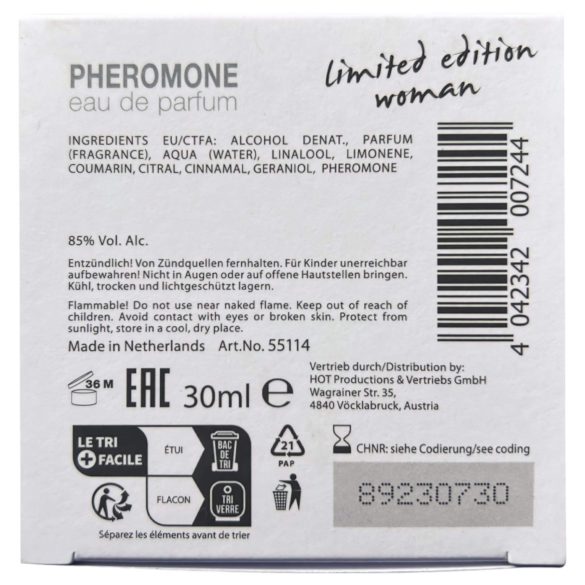 PHEROMONE
eau de parfum
limited edition
woman
INGREDIENTS EU/CTFA: ALCOHOL DENAT., PARFUM
(FRAGRANCE), AQUA (WATER), LINALOOL, LIMONENE,
COUMARIN, CITRAL, CINNAMAL, GERANIOL, PHEROMONE
4 042342 007244
85% Vol. Alc.
Entzündlich! Von Zündquellen fernhalten. Für Kinder unerreichbar
aufbewahren! Nicht in Augen oder auf offene Hautstellen bringen.
Kühl, trocken und lichtgeschützt lagern.
Flammable! Do not use near naked flame. Keep out of reach of
children. Avoid contact with eyes or broken skin. Protect from
sunlight, store in a cool, dry place.
Made in Netherlands Art.No. 55114
36 M
EAC
30ml ℮
Vertrieb durch/Distribution by:
HOT Productions & Vertriebs GmbH
Wagrainer Str. 35,
4840 Vöcklabruck, Austria
LE TRI
+ FACILE
ÉTUI
BAC
DE TRI
FLACON
TRI
VERRE
Séparez les éléments avant de trier
21
PAP
CHNR: siehe Codierung/see coding
89230730